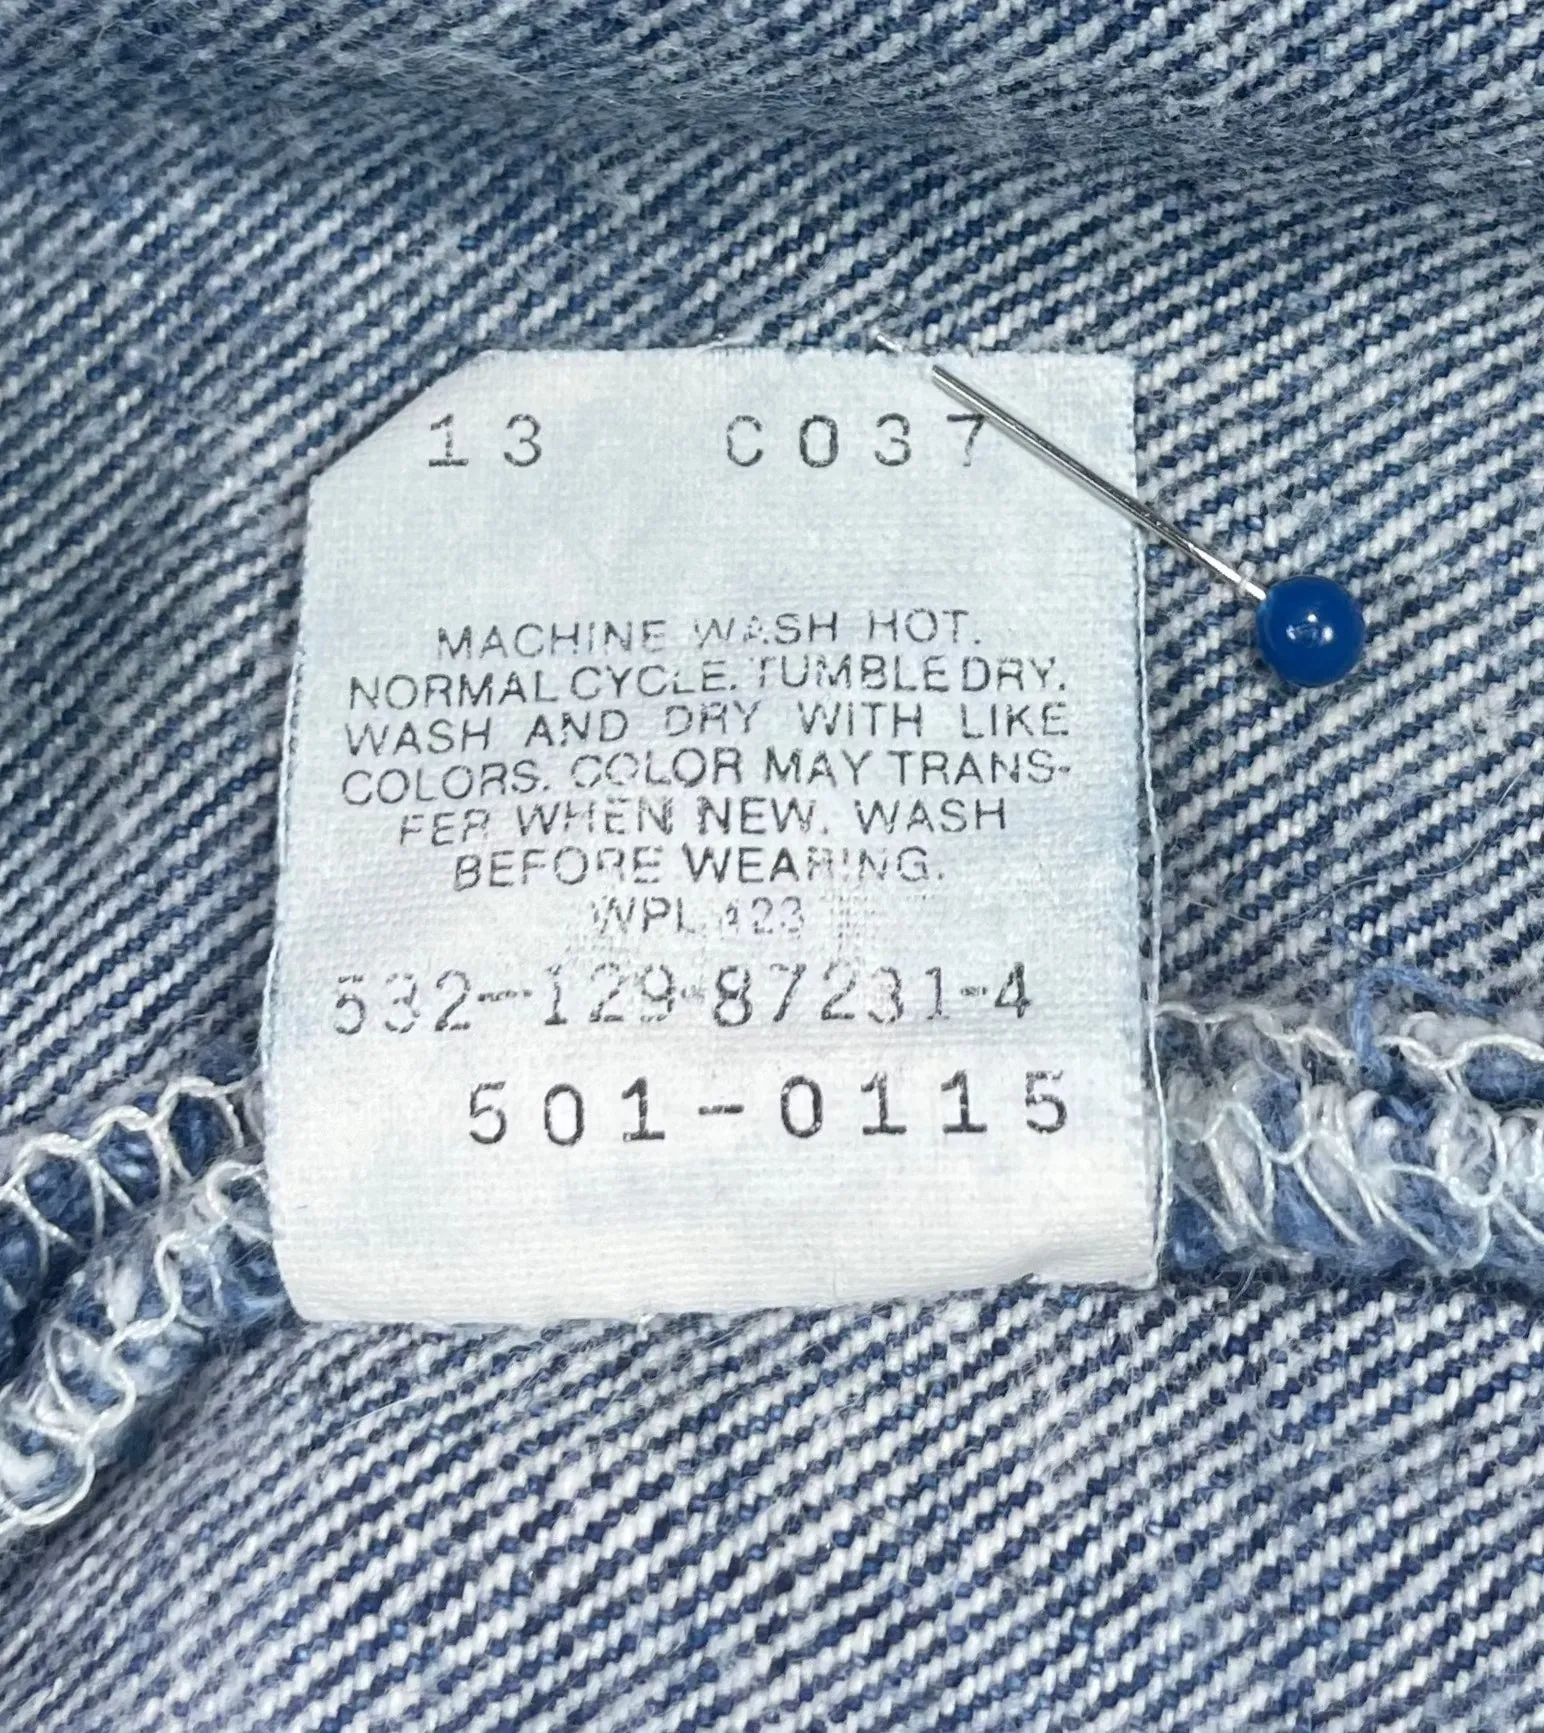 13 C037
MACHINE WASH HOT.
NORMAL CYCLE. TUMBLE DRY.
WASH AND DRY WITH LIKE
COLORS. COLOR MAY TRANS-
FER WHEN NEW. WASH
BEFORE WEARING.
WPL 423
532-129-87231-4
501-0115